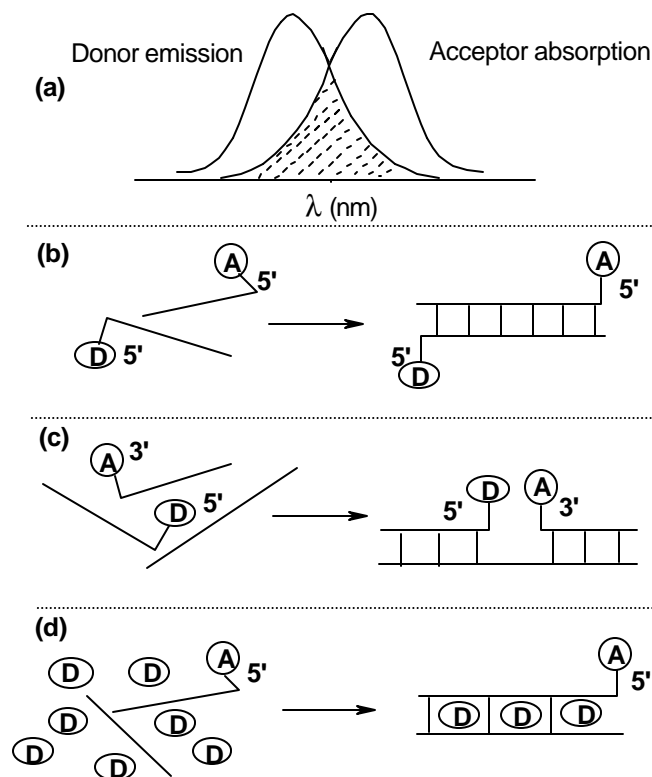 Donor emission
Acceptor absorption
(a)
λ (nm)
(b)
A
5'
D
5'
A
5'
5'
D
(c)
A
3'
D
5'
D
A
5'
3'
(d)
D
D
A
5'
D
D
D
D
D
A
5'
D
D
D